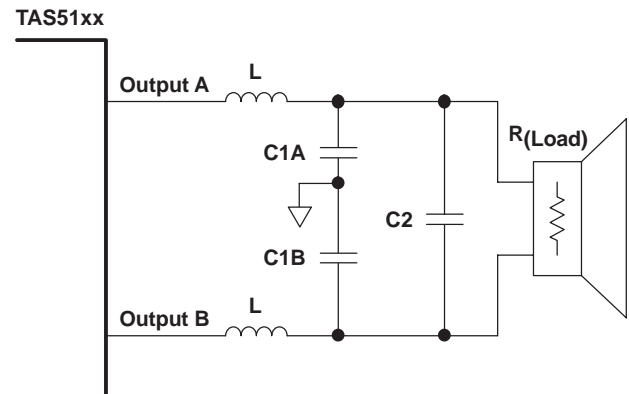 TAS51xx
Output A
L
C1A
C1B
C2
R(Load)
Output B
L